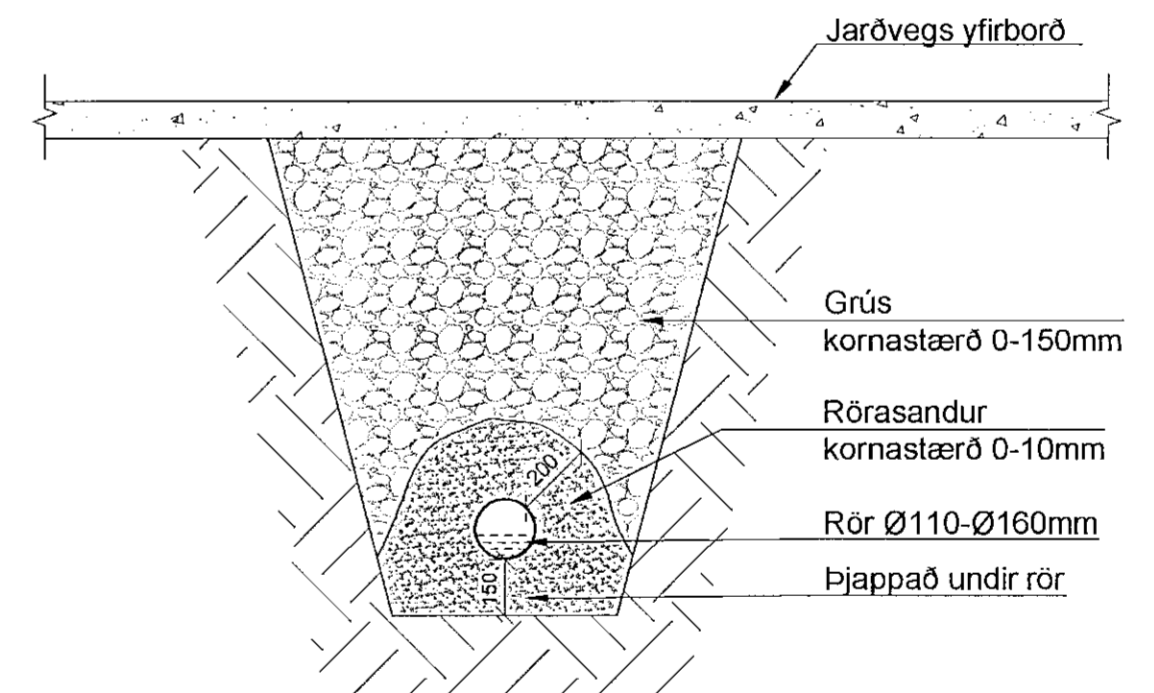 Jarðvegs yfirborð
Grús
kornastærð 0-150mm
Rörasandur
kornastærð 0-10mm
200
Rör Ø110-Ø160mm
150
Þjappað undir rör